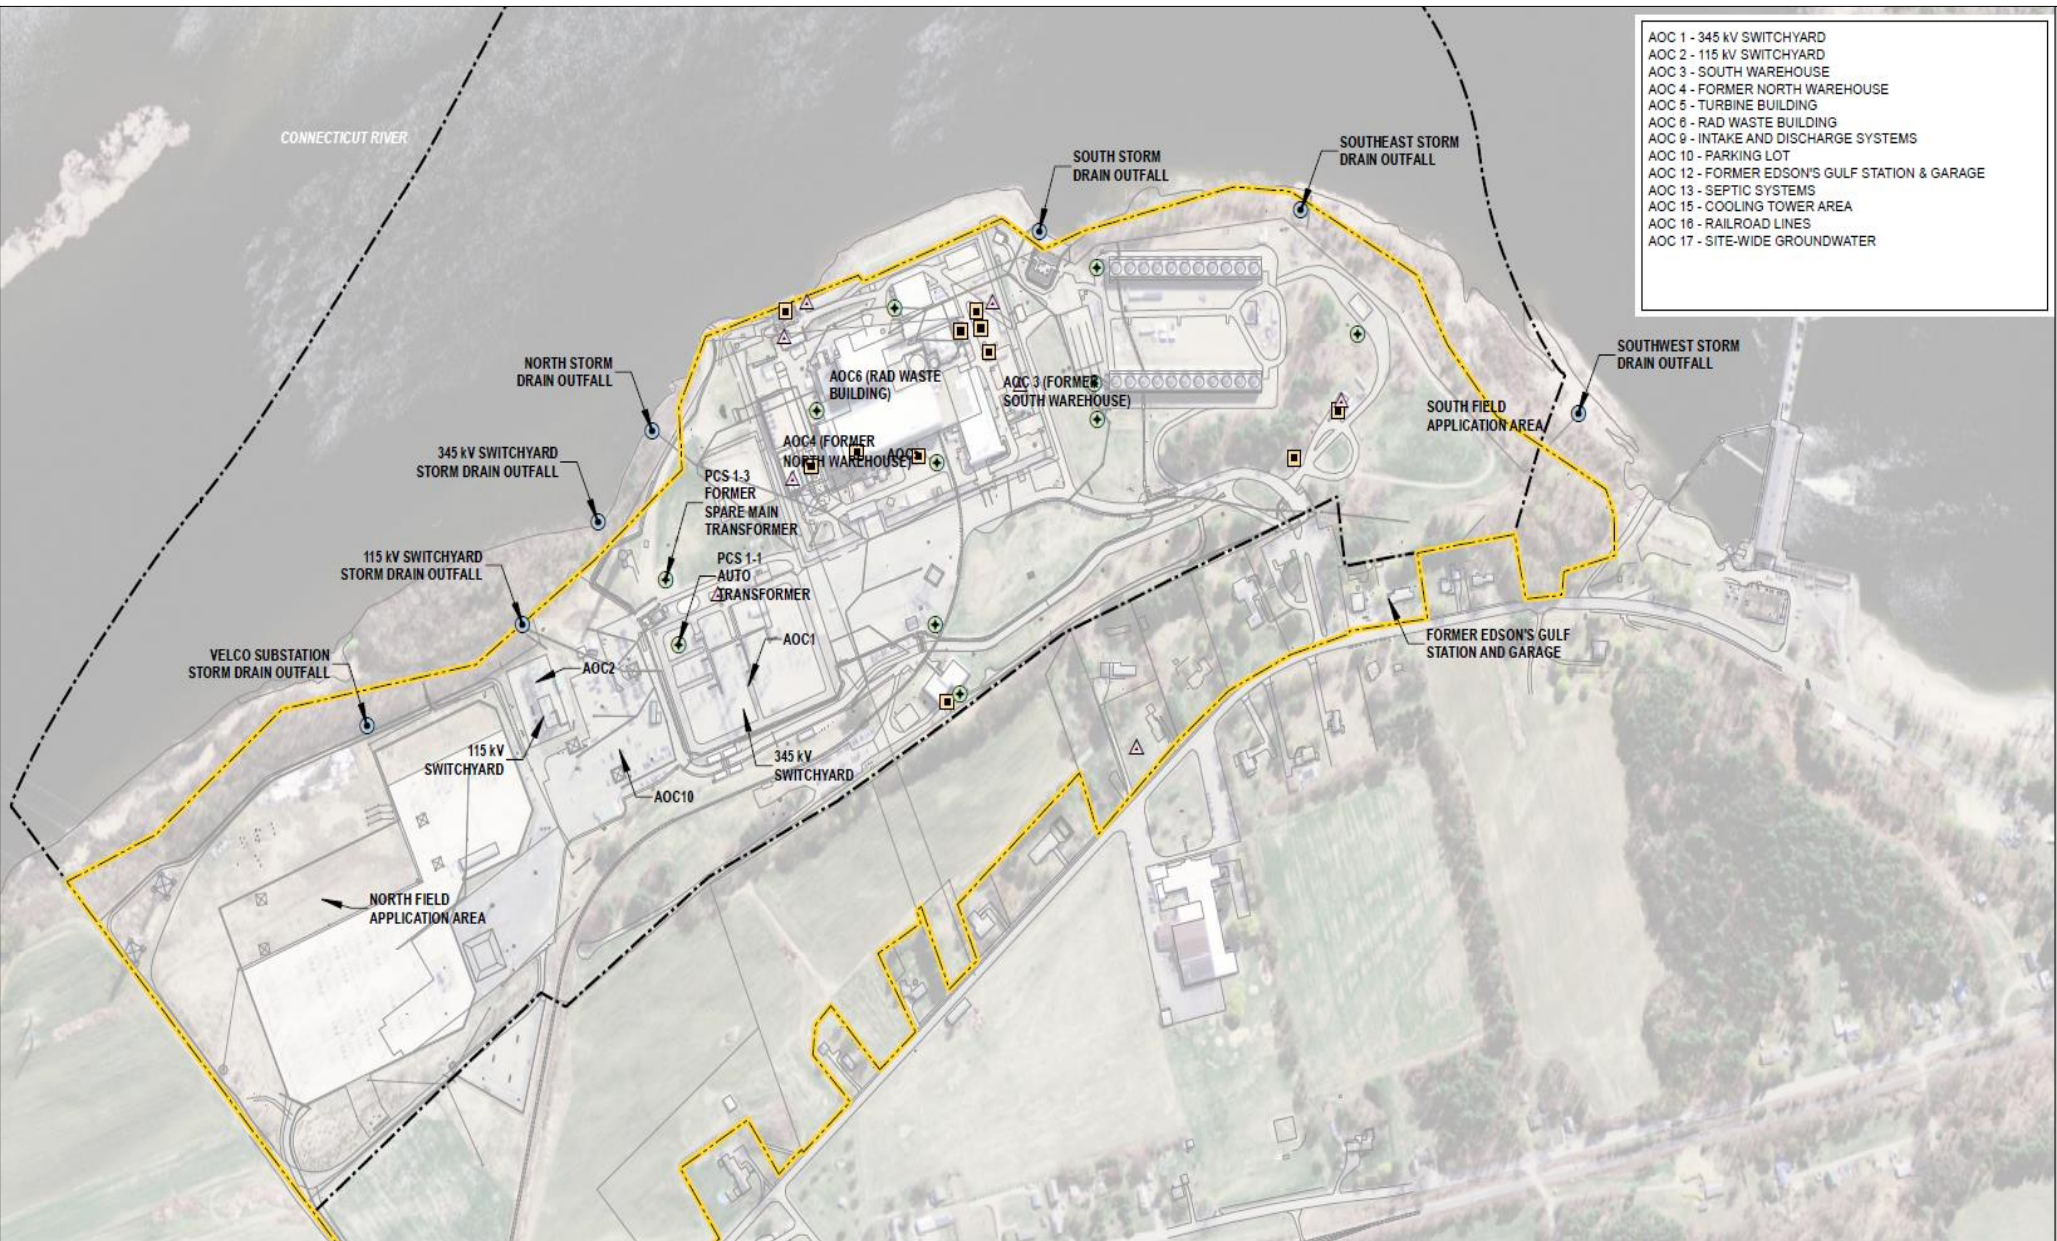 AOC 1 - 345 kV SWITCHYARD
AOC 2 - 115 kV SWITCHYARD
AOC 3 - SOUTH WAREHOUSE
AOC 4 - FORMER NORTH WAREHOUSE
AOC 5 - TURBINE BUILDING
AOC 6 - RAD WASTE BUILDING
AOC 9 - INTAKE AND DISCHARGE SYSTEMS
AOC 10 - PARKING LOT
AOC 12 - FORMER EDSON'S GULF STATION & GARAGE
AOC 13 - SEPTIC SYSTEMS
AOC 15 - COOLING TOWER AREA
AOC 16 - RAILROAD LINES
AOC 17 - SITE-WIDE GROUNDWATER
CONNECTICUT RIVER
SOUTH STORM
DRAIN OUTFALL
SOUTHEAST STORM
DRAIN OUTFALL
SOUTHWEST STORM
DRAIN OUTFALL
NORTH STORM
DRAIN OUTFALL
AOC6 (RAD WASTE
BUILDING)
AOC 3 (FORMER
SOUTH WAREHOUSE)
SOUTH FIELD
APPLICATION AREA
AOC4 (FORMER
NORTH WAREHOUSE)
345 kV SWITCHYARD
STORM DRAIN OUTFALL
PCS 1-3
FORMER
SPARE MAIN
TRANSFORMER
115 kV SWITCHYARD
STORM DRAIN OUTFALL
PCS 1-1
AUTO
TRANSFORMER
AOC1
VELCO SUBSTATION
STORM DRAIN OUTFALL
AOC2
FORMER EDSON'S GULF
STATION AND GARAGE
115 kV
SWITCHYARD
345 kV
SWITCHYARD
AOC10
NORTH FIELD
APPLICATION AREA